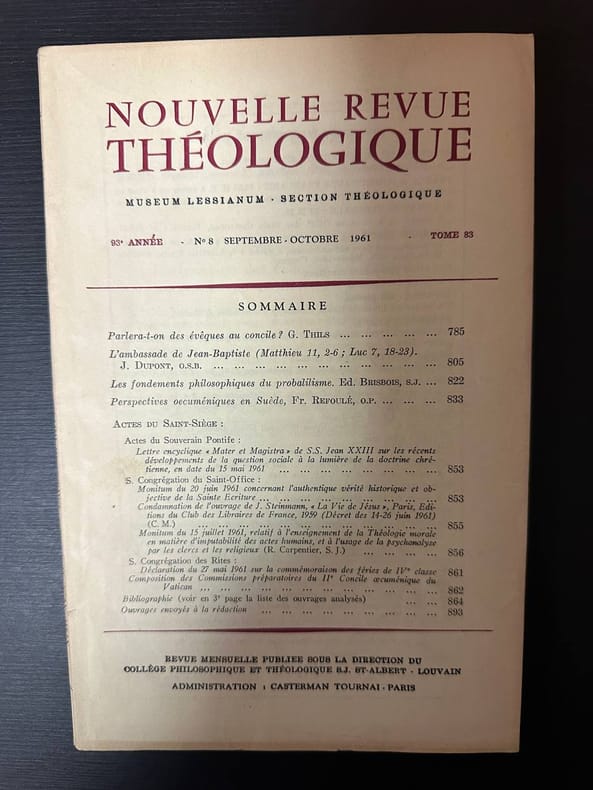 NOUVELLE REVUE
THÉOLOGIQUE
MUSEUM LESSIANUM · SECTION THÉOLOGIQUE
93e ANNÉE · No 8 SEPTEMBRE · OCTOBRE 1961 · TOME 83
SOMMAIRE
Parlera-t-on des évêques au concile ? G. THILS ... ... ... ... ... 785
L'ambassade de Jean-Baptiste (Matthieu 11, 2-6 ; Luc 7, 18-23).
J. DUPONT, O.S.B. ... ... ... ... ... ... ... ... ... 805
Les fondements philosophiques du probabilisme. Ed. BRISBOIS, S.J. ... 822
Perspectives oecuméniques en Suède, Fr. REFOULÉ, O.P. ... ... ... 833
ACTES DU SAINT-SIÈGE :
Actes du Souverain Pontife :
Lettre encyclique « Mater et Magistra » de S.S. Jean XXIII sur les récents
développements de la question sociale à la lumière de la doctrine chré-
tienne, en date du 15 mai 1961 ... ... ... ... ... ... 853
S. Congrégation du Saint-Office :
Monitum du 20 juin 1961 concernant l'authentique vérité historique et ob-
jective de la Sainte Ecriture ... ... ... ... ... ... ... 853
Condamnation de l'ouvrage de J. Steinmann, « La Vie de Jésus », Paris, Edi-
tions du Club des Libraires de France, 1959 (Décret des 14-26 juin 1961)
(C. M.) ... ... ... ... ... ... ... ... ... 855
Monitum du 15 juillet 1961, relatif à l'enseignement de la Théologie morale
en matière d'imputabilité des actes humains, et à l'usage de la psychanalyse
par les clercs et les religieux (R. Carpentier, S. J.) ... ... ... ... 856
S. Congrégation des Rites :
Déclaration du 27 mai 1961 sur la commémoraison des féries de IVe classe 861
Composition des Commissions préparatoires du IIe Concile œcuménique du
Vatican ... ... ... ... ... ... ... ... ... ... 862
Bibliographie (voir en 3e page la liste des ouvrages analysés) ... ... 864
Ouvrages envoyés à la rédaction ... ... ... ... ... ... ... 893
REVUE MENSUELLE PUBLIEE SOUS LA DIRECTION DU
COLLÈGE PHILOSOPHIQUE ET THÉOLOGIQUE S.J. ST-ALBERT · LOUVAIN
ADMINISTRATION : CASTERMAN TOURNAI · PARIS